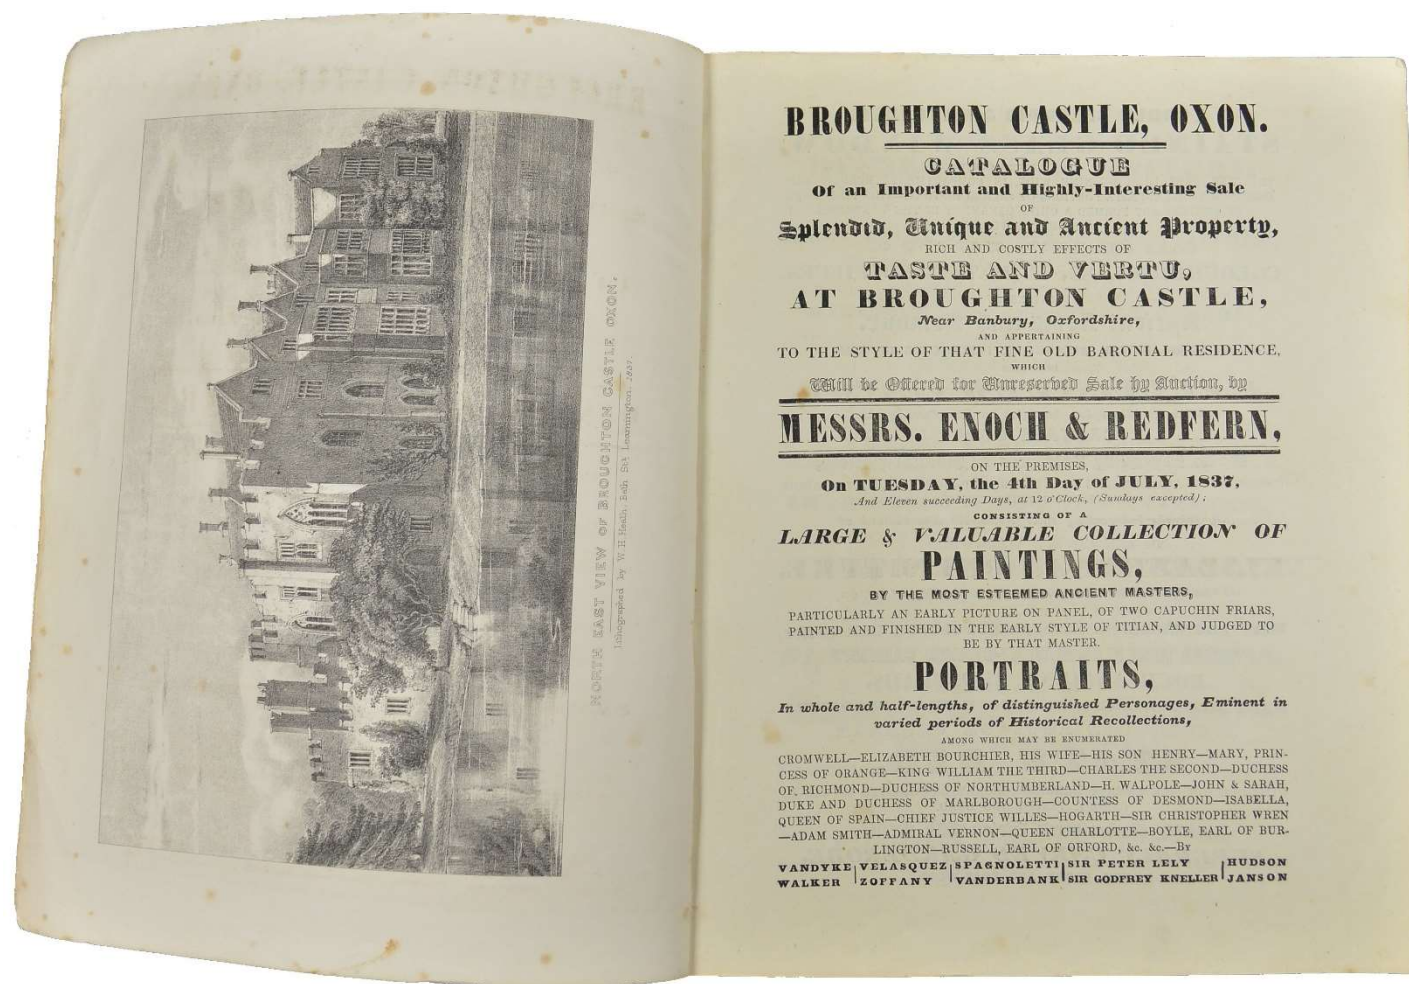 NORTH EAST VIEW OF BROUGHTON CASTLE OXON.
Lithographed by W. H. Heath, Bath Stt Leamington. 1837.
BROUGHTON CASTLE, OXON.
CATALOGUE
Of an Important and Highly-Interesting Sale
OF
Splendid, Unique and Ancient Property,
RICH AND COSTLY EFFECTS OF
TASTE AND VERTU,
AT BROUGHTON CASTLE,
Near Banbury, Oxfordshire,
AND APPERTAINING
TO THE STYLE OF THAT FINE OLD BARONIAL RESIDENCE,
WHICH
Will be Offered for Unreserved Sale by Auction, by
MESSRS. ENOCH & REDFERN,
ON THE PREMISES,
On TUESDAY, the 4th Day of JULY, 1837,
And Eleven succeeding Days, at 12 o'Clock, (Sundays excepted);
CONSISTING OF A
LARGE & VALUABLE COLLECTION OF
PAINTINGS,
BY THE MOST ESTEEMED ANCIENT MASTERS,
PARTICULARLY AN EARLY PICTURE ON PANEL, OF TWO CAPUCHIN FRIARS,
PAINTED AND FINISHED IN THE EARLY STYLE OF TITIAN, AND JUDGED TO
BE BY THAT MASTER.
PORTRAITS,
In whole and half-lengths, of distinguished Personages, Eminent in
varied periods of Historical Recollections,
AMONG WHICH MAY BE ENUMERATED
CROMWELL—ELIZABETH BOURCHIER, HIS WIFE—HIS SON HENRY—MARY, PRIN-
CESS OF ORANGE—KING WILLIAM THE THIRD—CHARLES THE SECOND—DUCHESS
OF RICHMOND—DUCHESS OF NORTHUMBERLAND—H. WALPOLE—JOHN & SARAH,
DUKE AND DUCHESS OF MARLBOROUGH—COUNTESS OF DESMOND—ISABELLA,
QUEEN OF SPAIN—CHIEF JUSTICE WILLES—HOGARTH—SIR CHRISTOPHER WREN
—ADAM SMITH—ADMIRAL VERNON—QUEEN CHARLOTTE—BOYLE, EARL OF BUR-
LINGTON—RUSSELL, EARL OF ORFORD, &c. &c.—BY
VANDYKE | VELASQUEZ | SPAGNOLETTI | SIR PETER LELY | HUDSON
WALKER | ZOFFANY | VANDERBANK | SIR GODFREY KNELLER | JANSON